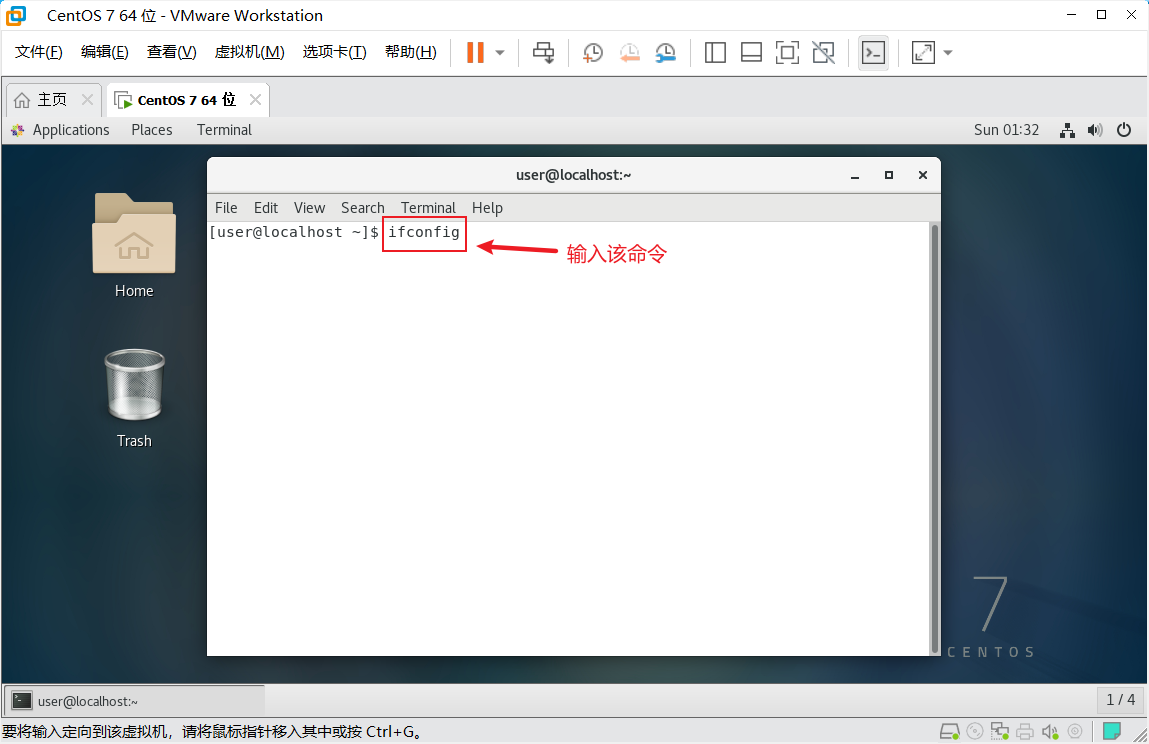 CentOS 7 64 位 - VMware Workstation
文件(F) 编辑(E) 查看(V) 虚拟机(M) 选项卡(T) 帮助(H)
主页 CentOS 7 64 位
Applications Places Terminal Sun 01:32
user@localhost:~
File Edit View Search Terminal Help
[user@localhost ~]$ ifconfig
输入该命令
Home
Trash
7
CENTOS
user@localhost:~ 1 / 4
要将输入定向到该虚拟机，请将鼠标指针移入其中或按 Ctrl+G。